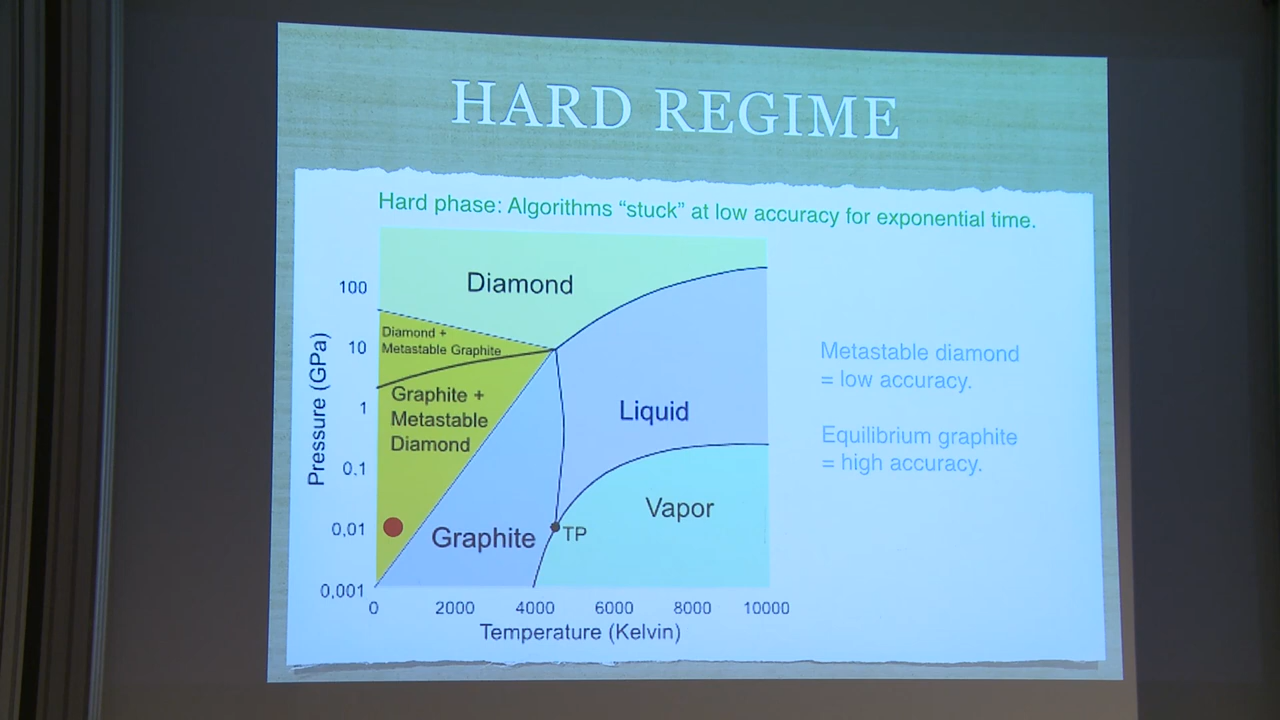 HARD REGIME
Hard phase: Algorithms “stuck” at low accuracy for exponential time.
Diamond
100
Diamond +
Metastable Graphite
10
Graphite +
Metastable
Diamond
1
Liquid
0.1
Vapor
0,01
Graphite
TP
0,001
0
2000
4000
6000
8000
10000
Temperature (Kelvin)
Pressure (GPa)
Metastable diamond
= low accuracy.
Equilibrium graphite
= high accuracy.